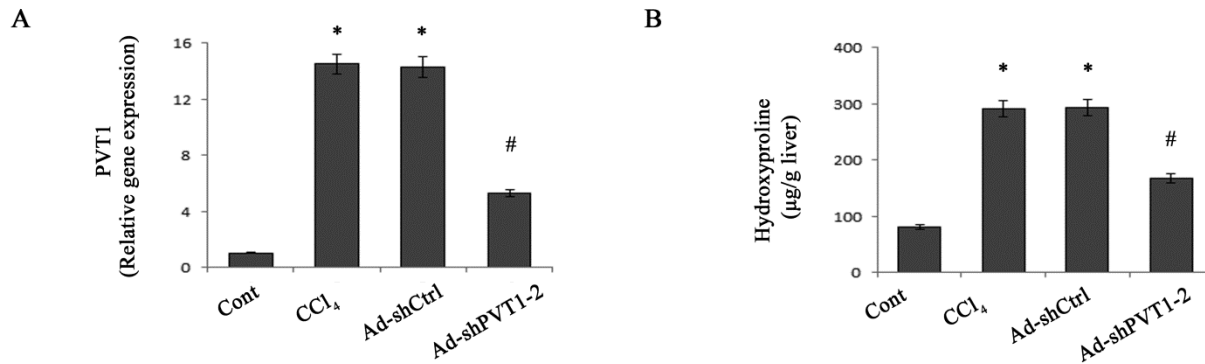 A
PVT1
(Relative gene expression)
16
12
8
4
0
*
*
#
Cont
CCl₄
Ad-shCtrl
Ad-shPVT1-2
B
Hydroxyproline
(μg/g liver)
400
300
200
100
0
*
*
#
Cont
CCl₄
Ad-shCtrl
Ad-shPVT1-2